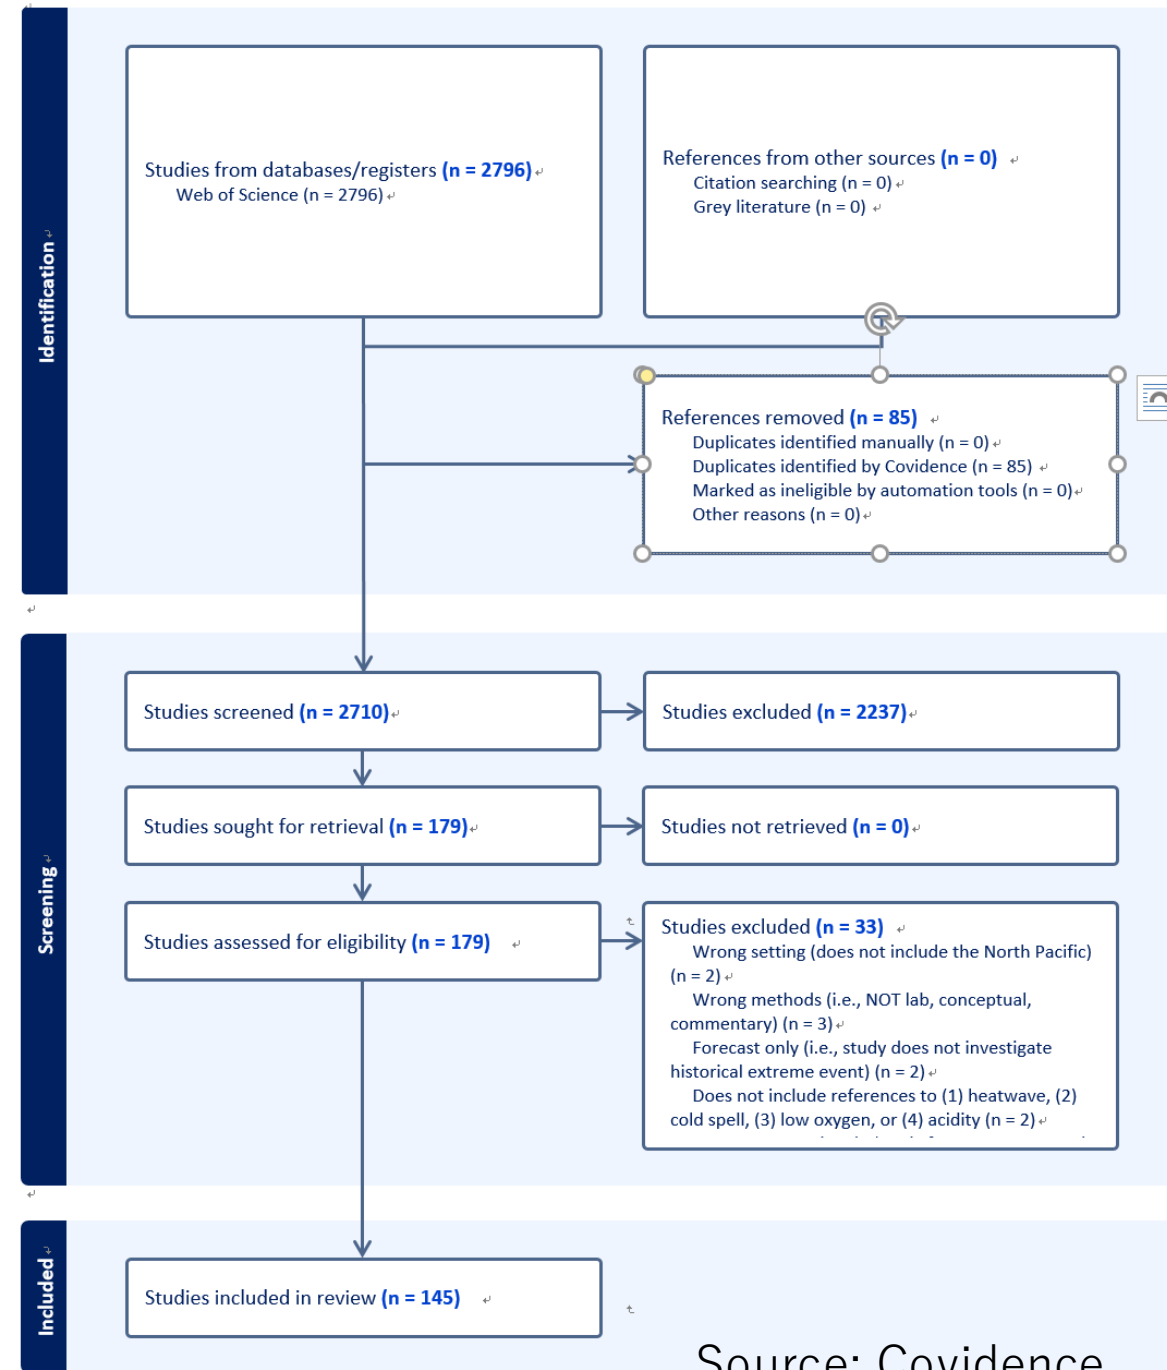 Identification
Studies from databases/registers (n = 2796)
Web of Science (n = 2796)
References from other sources (n = 0)
Citation searching (n = 0)
Grey literature (n = 0)
References removed (n = 85)
Duplicates identified manually (n = 0)
Duplicates identified by Covidence (n = 85)
Marked as ineligible by automation tools (n = 0)
Other reasons (n = 0)
Screening
Studies screened (n = 2710)
Studies excluded (n = 2237)
Studies sought for retrieval (n = 179)
Studies not retrieved (n = 0)
Studies assessed for eligibility (n = 179)
Studies excluded (n = 33)
Wrong setting (does not include the North Pacific)
(n = 2)
Wrong methods (i.e., NOT lab, conceptual,
commentary) (n = 3)
Forecast only (i.e., study does not investigate
historical extreme event) (n = 2)
Does not include references to (1) heatwave, (2)
cold spell, (3) low oxygen, or (4) acidity (n = 2)
Included
Studies included in review (n = 145)
Source: Covidence